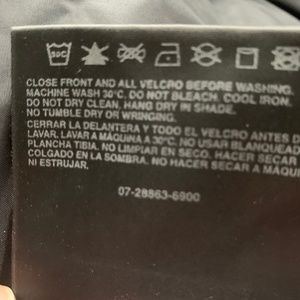 30C
CLOSE FRONT AND ALL VELCRO BEFORE WASHING.
MACHINE WASH 30°C. DO NOT BLEACH. COOL IRON.
DO NOT DRY CLEAN. HANG DRY IN SHADE.
NO TUMBLE DRY OR WRINGING.
CERRAR LA DELANTERA Y TODO EL VELCRO ANTES D
LAVAR, LAVAR A MÁQUINA A 30°C. NO USAR BLANQUEAD
PLANCHA TIBIA. NO LIMPIAR EN SECO. HACER SECAR
COLGADO EN LA SOMBRA. NO HACER SECAR A MÁQUI
NI ESTRUJAR.
07-28863-6900